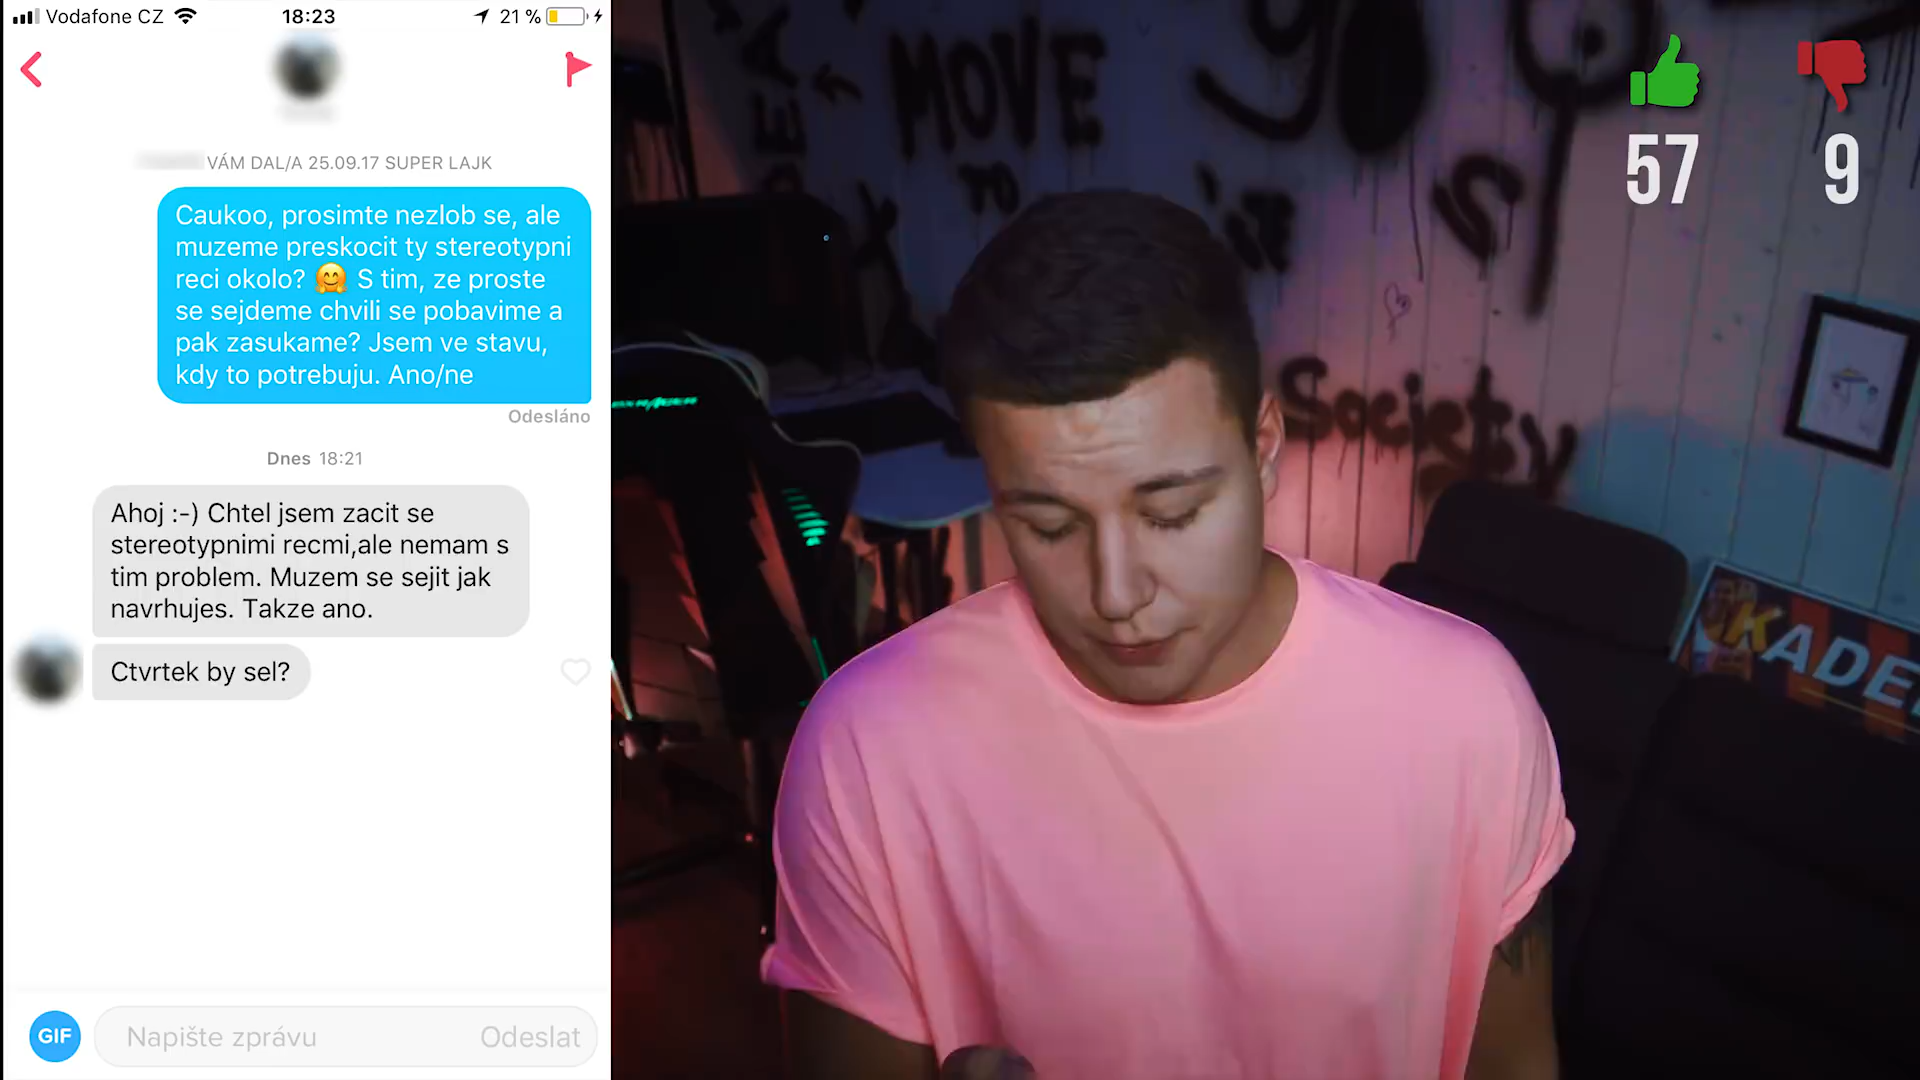 Vodafone CZ 18:23 21 %
VÁM DAL/A 25.09.17 SUPER LAJK
Caukoo, prosimte nezlob se, ale
muzeme preskocit ty stereotypni
reci okolo? 🤗 S tim, ze proste
se sejdeme chvili se pobavime a
pak zasukame? Jsem ve stavu,
kdy to potrebuju. Ano/ne
Odesláno
Dnes 18:21
Ahoj :-) Chtel jsem zacit se
stereotypnimi recmi,ale nemam s
tim problem. Muzem se sejit jak
navrhujes. Takze ano.
Ctvrtek by sel?
GIF Napište zprávu Odeslat
57 9
MOVE
TO
Society
KADE